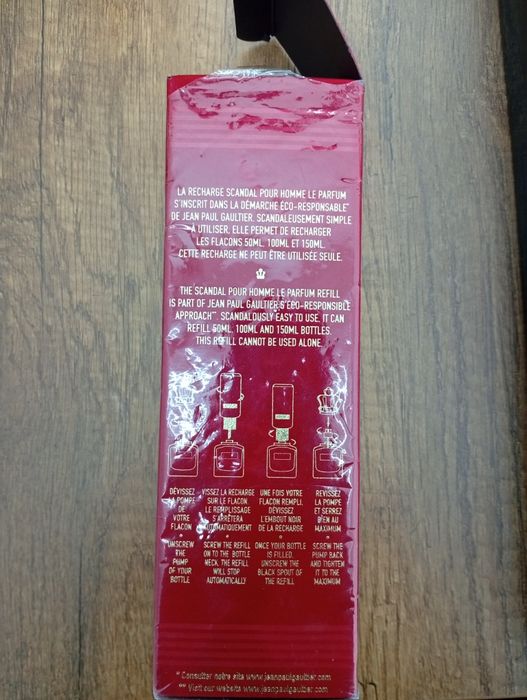 LA RECHARGE SCANDAL POUR HOMME LE PARFUM
S'INSCRIT DANS LA DÉMARCHE ÉCO-RESPONSABLE*
DE JEAN PAUL GAULTIER. SCANDALEUSEMENT SIMPLE
À UTILISER, ELLE PERMET DE RECHARGER
LES FLACONS 50ML, 100ML ET 150ML.
CETTE RECHARGE NE PEUT ÊTRE UTILISÉE SEULE.
THE SCANDAL POUR HOMME LE PARFUM REFILL
IS PART OF JEAN PAUL GAULTIER'S ÉCO-RESPONSIBLE
APPROACH**. SCANDALOUSLY EASY TO USE, IT CAN
REFILL 50ML, 100ML AND 150ML BOTTLES.
THIS REFILL CANNOT BE USED ALONE.
DÉVISSEZ
LA POMPE
DE
VOTRE
FLACON
VISSEZ LA RECHARGE
SUR LE FLACON
LE REMPLISSAGE
S'ARRÊTERA
AUTOMATIQUEMENT
UNE FOIS VOTRE
FLACON REMPLI,
DÉVISSEZ
L'EMBOUT NOIR
DE LA RECHARGE
REVISSEZ
LA POMPE
ET SERREZ
BIEN AU
MAXIMUM
UNSCREW
THE
PUMP
OF YOUR
BOTTLE
SCREW THE REFILL
ON TO THE BOTTLE
NECK. THE REFILL
WILL STOP
AUTOMATICALLY
ONCE YOUR BOTTLE
IS FILLED,
UNSCREW THE
BLACK SPOUT OF
THE REFILL
SCREW THE
PUMP BACK
AND TIGHTEN
IT TO THE
MAXIMUM
* Consulter notre site www.jeanpaulgaultier.com
** Visit our website www.jeanpaulgaultier.com